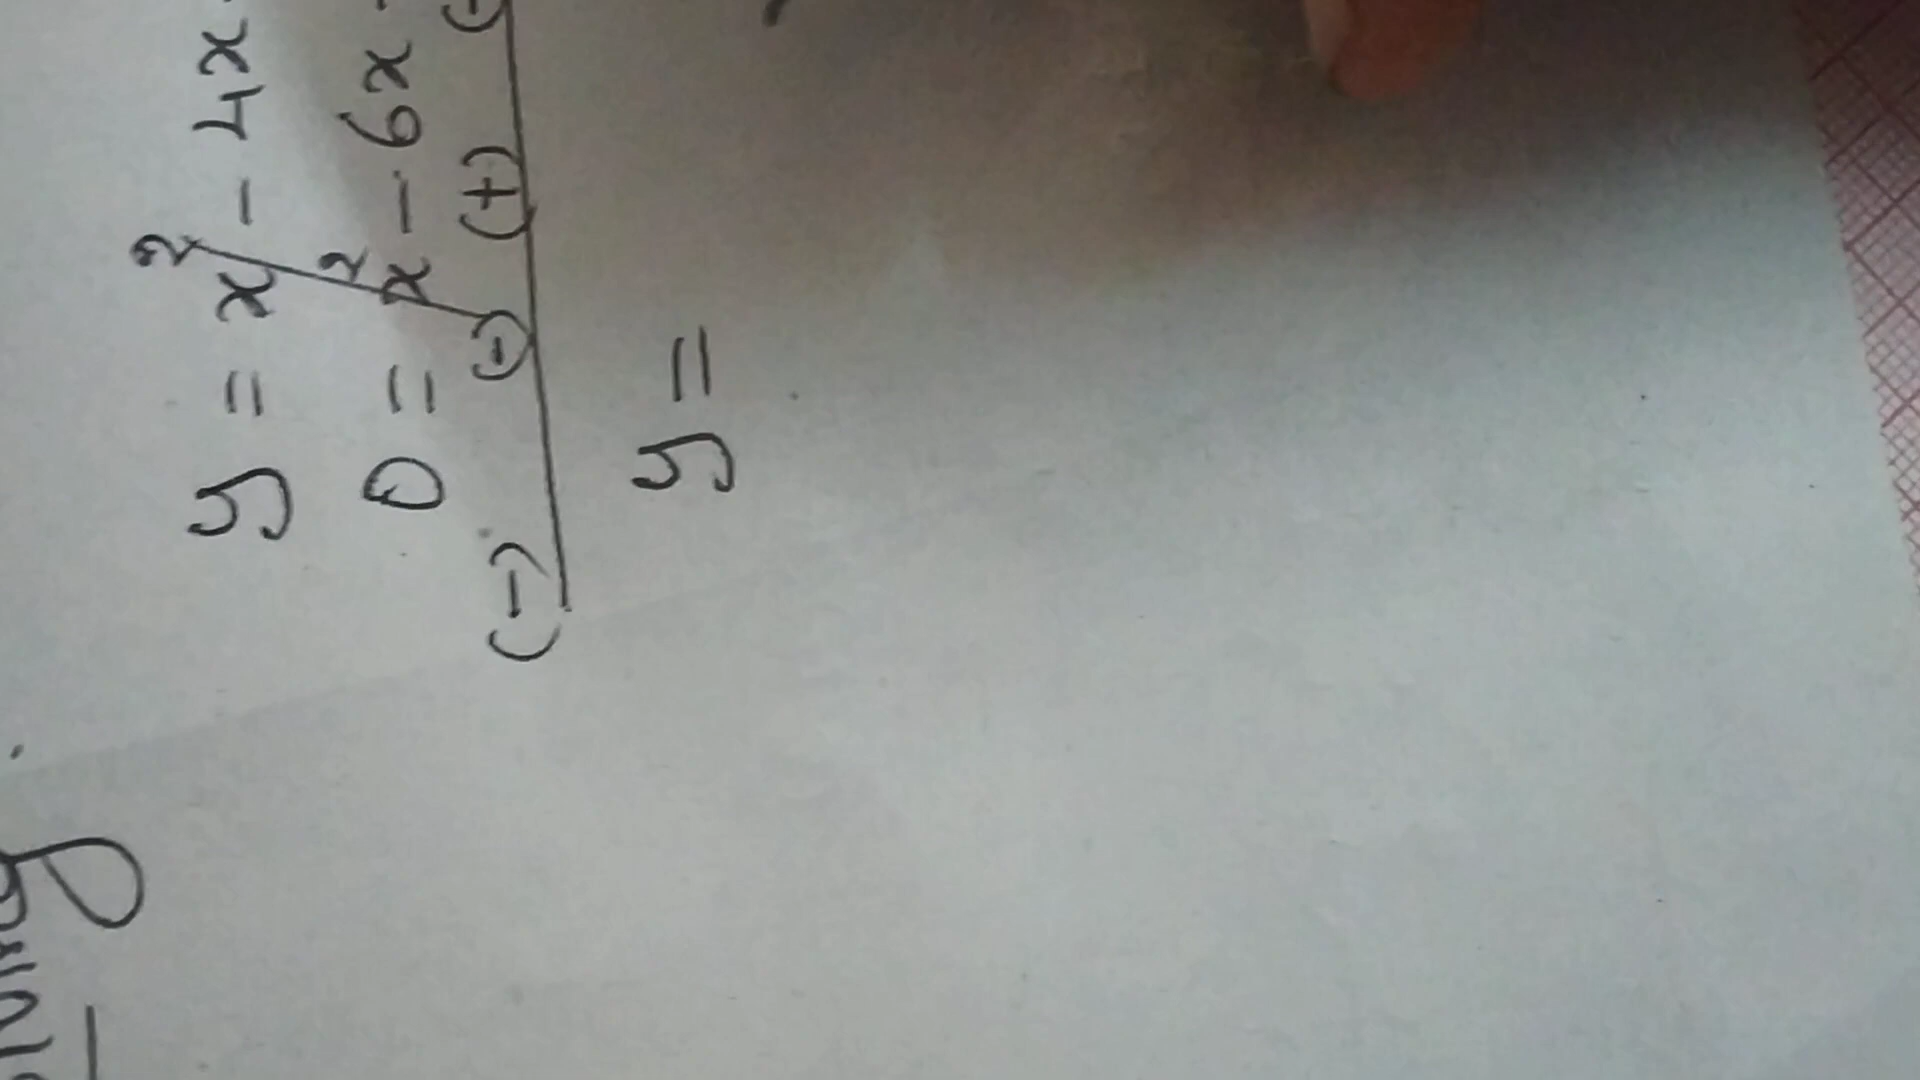 y = x² - 4x
0 = x² - 6x
(-) (-) (+)
y =